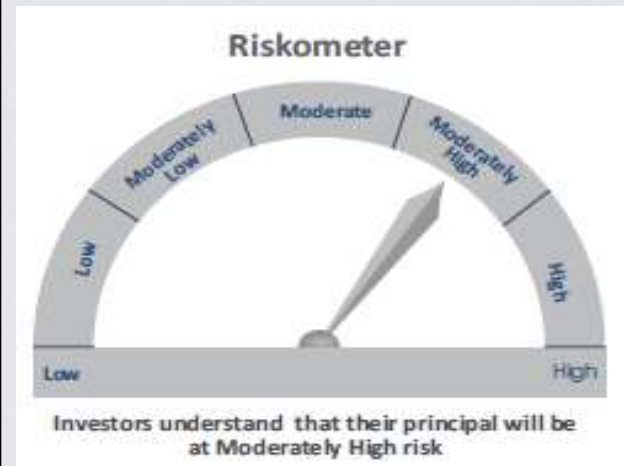 Riskometer
Moderate
Moderately
Low
Moderately
High
Low
High
Low
High
Investors understand that their principal will be
at Moderately High risk